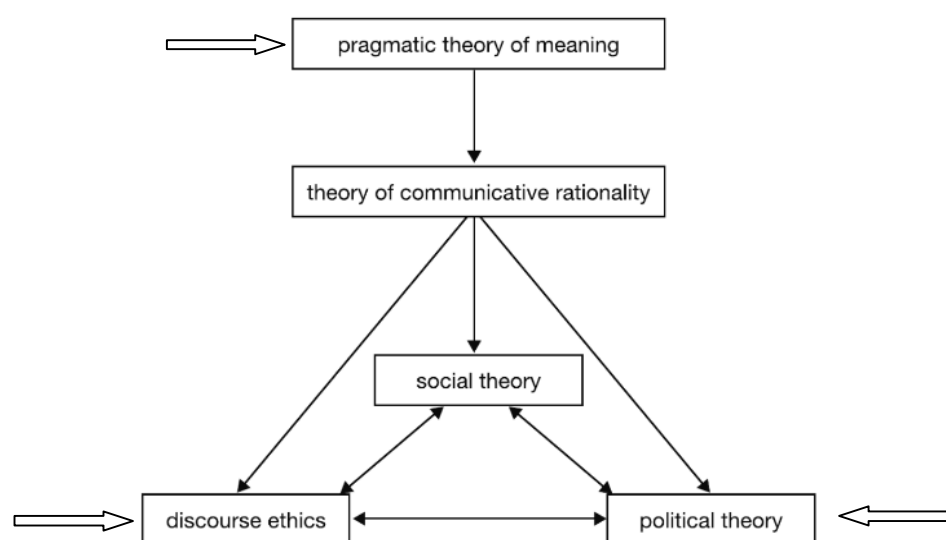 pragmatic theory of meaning
theory of communicative rationality
social theory
discourse ethics
political theory